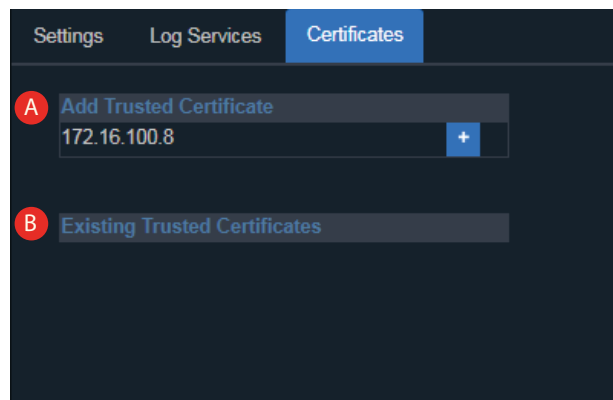 Settings Log Services Certificates
A Add Trusted Certificate
172.16.100.8 +
B Existing Trusted Certificates